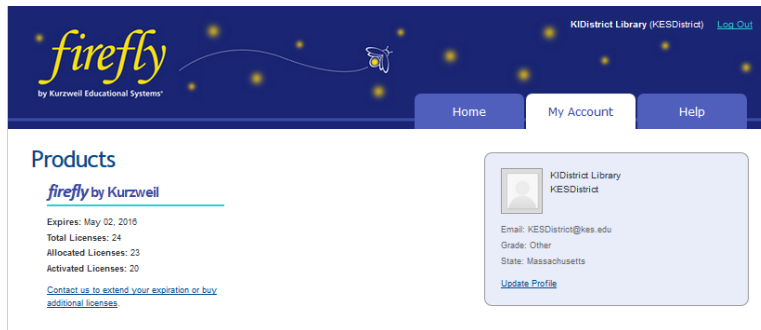 KIDistrict Library (KESDistrict) Log Out
firefly
by Kurzweil Educational Systems®
Home My Account Help
Products
firefly by Kurzweil
Expires: May 02, 2016
Total Licenses: 24
Allocated Licenses: 23
Activated Licenses: 20
Contact us to extend your expiration or buy
additional licenses.
KIDistrict Library
KESDistrict
Email: KESDistrict@kes.edu
Grade: Other
State: Massachusetts
Update Profile